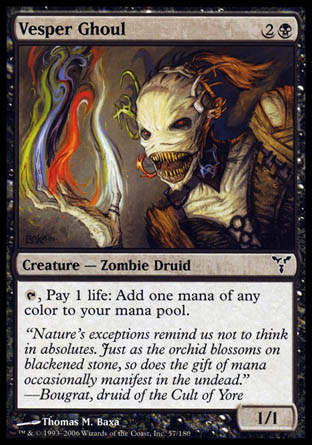 Vesper Ghoul 2
Creature — Zombie Druid
, Pay 1 life: Add one mana of any
color to your mana pool.
“Nature’s exceptions remind us not to think
in absolutes. Just as the orchid blossoms on
blackened stone, so does the gift of mana
occasionally manifest in the undead.”
—Bougrat, druid of the Cult of Yore
Thomas M. Baxa
1/1
™ & © 1993–2006 Wizards of the Coast, Inc. 57/180